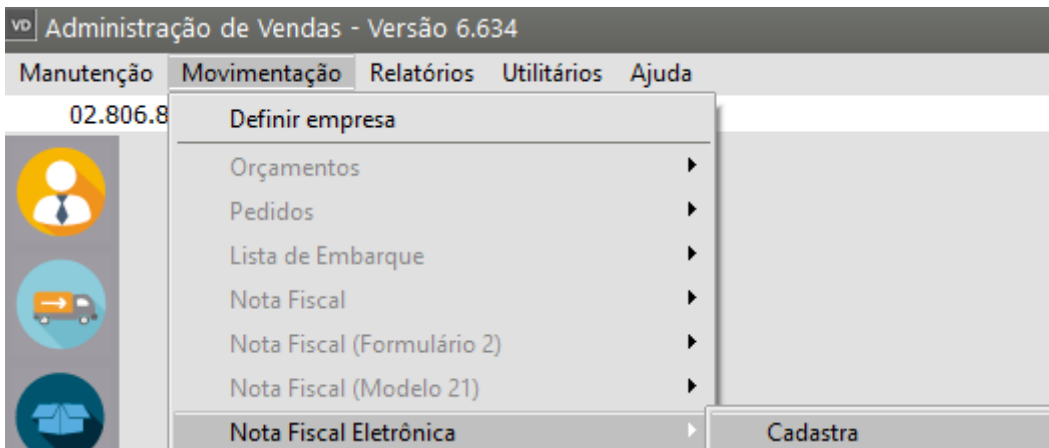 VD Administração de Vendas - Versão 6.634
Manutenção Movimentação Relatórios Utilitários Ajuda
02.806.8
Definir empresa
Orçamentos
Pedidos
Lista de Embarque
Nota Fiscal
Nota Fiscal (Formulário 2)
Nota Fiscal (Modelo 21)
Nota Fiscal Eletrônica Cadastra